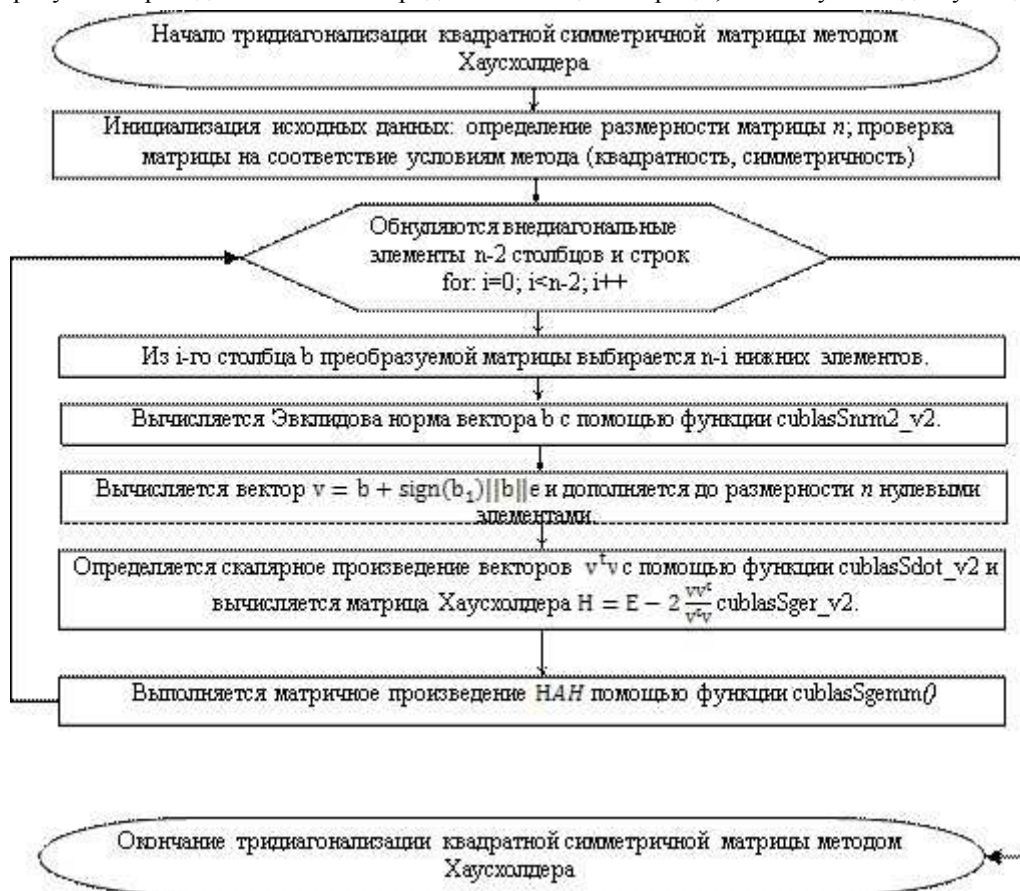 Начало тридиагонализации квадратной симметричной матрицы методом
Хаусхолдера
Инициализация исходных данных: определение размерности матрицы n; проверка
матрицы на соответствие условиям метода (квадратность, симметричность)
Обнуляются внедиагональные
элементы n-2 столбцов и строк
for: i=0; i<n-2; i++
Из i-го столбца b преобразуемой матрицы выбирается n-i нижних элементов.
Вычисляется Эвклидова норма вектора b с помощью функции cublasSnrm2_v2.
Вычисляется вектор v = b + sign(b₁)||b||e и дополняется до размерности n нулевыми
элементами.
Определяется скалярное произведение векторов vᵗv с помощью функции cublasSdot_v2 и
вычисляется матрица Хаусхолдера H = E − 2 vvᵗ/vᵗv cublasSger_v2.
Выполняется матричное произведение HAH помощью функции cublasSgemm()
Окончание тридиагонализации квадратной симметричной матрицы методом
Хаусхолдера